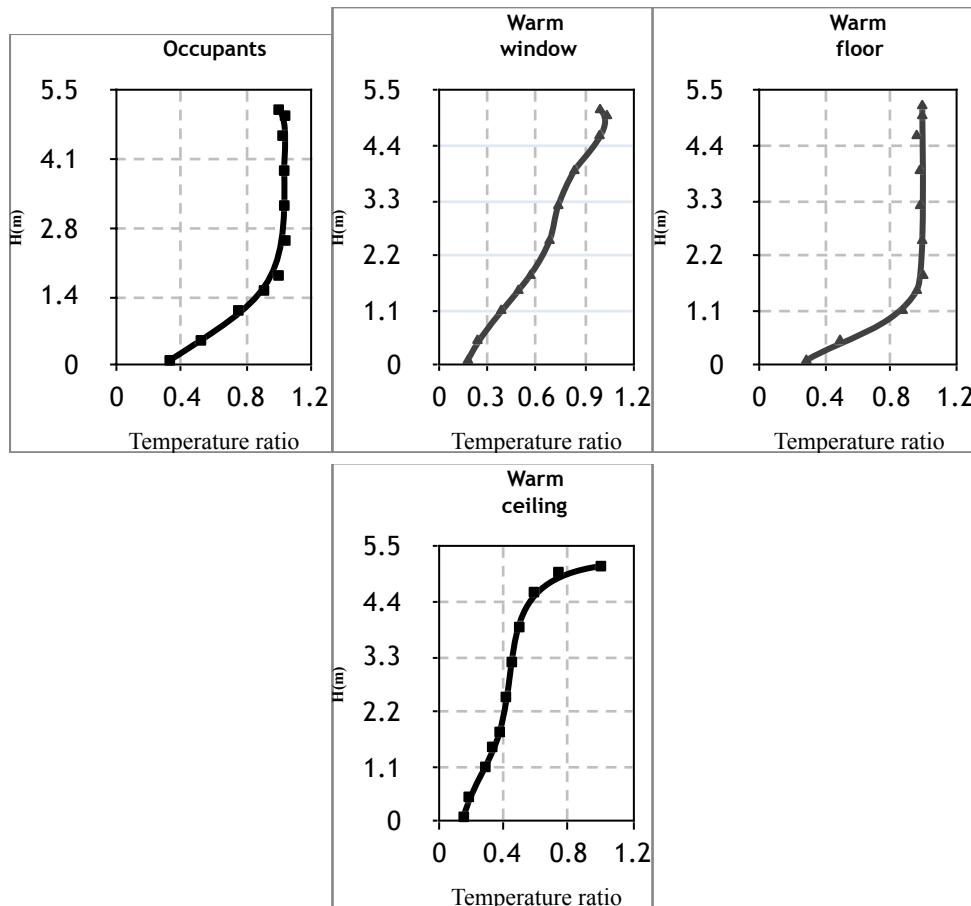 Occupants
5.5
4.1
2.8
1.4
0
H(m)
0 0.4 0.8 1.2
Temperature ratio
Warm
window
5.5
4.4
3.3
2.2
1.1
0
H(m)
0 0.3 0.6 0.9 1.2
Temperature ratio
Warm
floor
5.5
4.4
3.3
2.2
1.1
0
H(m)
0 0.4 0.8 1.2
Temperature ratio
Warm
ceiling
5.5
4.4
3.3
2.2
1.1
0
H(m)
0 0.4 0.8 1.2
Temperature ratio